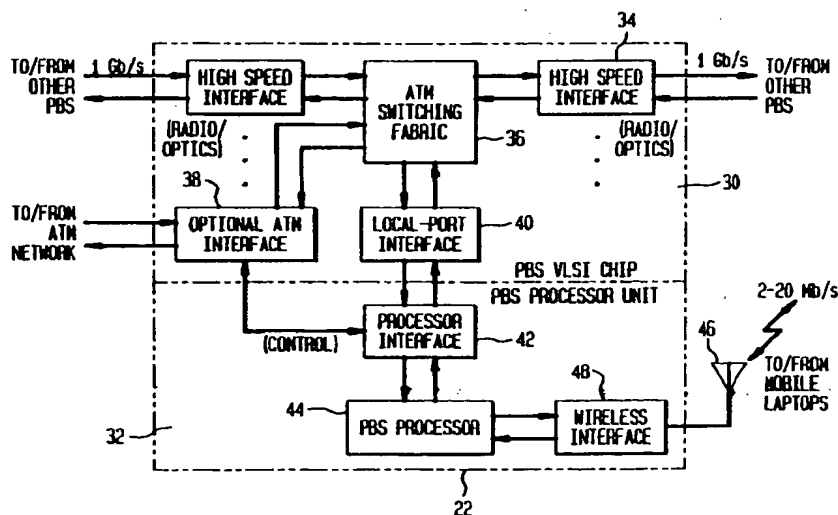 34
1 Gb/s
1 Gb/s
TO/FROM
OTHER
PBS
HIGH SPEED
INTERFACE
ATM
SWITCHING
FABRIC
HIGH SPEED
INTERFACE
TO/FROM
OTHER
PBS
(RADIO/
OPTICS)
36
(RADIO/
OPTICS)
38
30
TO/FROM
ATM
NETWORK
OPTIONAL ATM
INTERFACE
LOCAL-PORT
INTERFACE
40
PBS VLSI CHIP
PBS PROCESSOR UNIT
2-20 Mb/s
(CONTROL)
PROCESSOR
INTERFACE
42
46
TO/FROM
MOBILE
LAPTOPS
44
48
32
PBS PROCESSOR
WIRELESS
INTERFACE
22